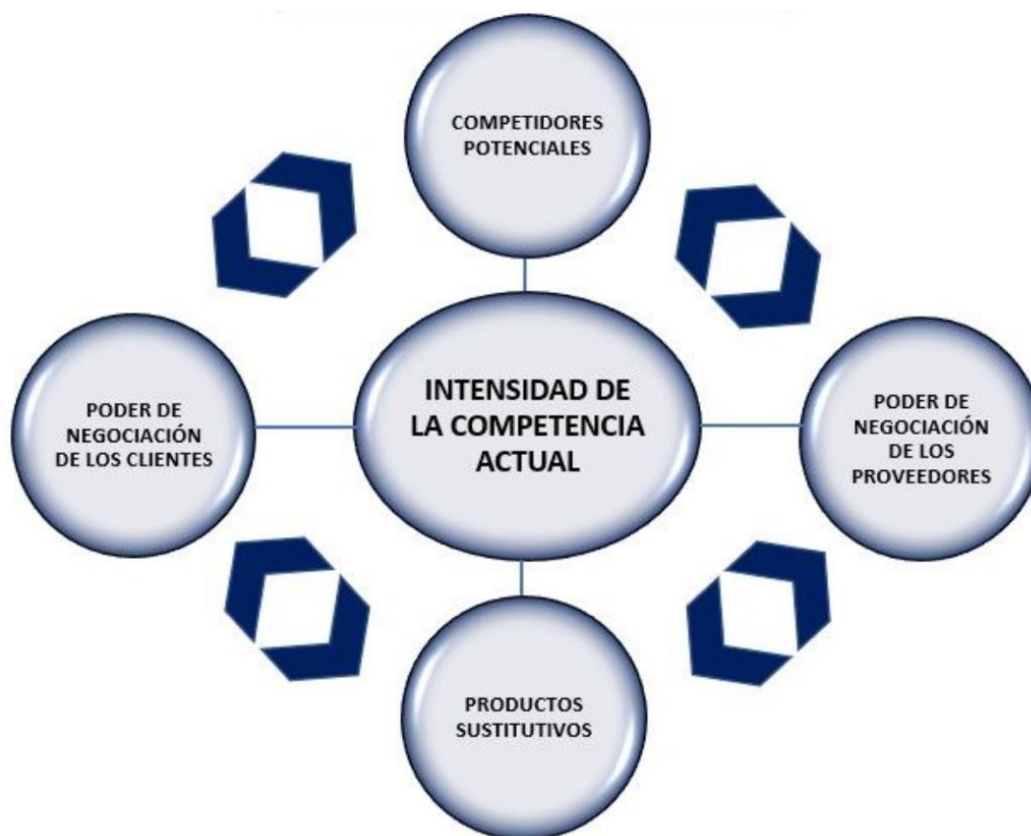 COMPETIDORES
POTENCIALES
INTENSIDAD DE
LA COMPETENCIA
ACTUAL
PODER DE
NEGOCIACIÓN
DE LOS CLIENTES
PODER DE
NEGOCIACIÓN
DE LOS
PROVEEDORES
PRODUCTOS
SUSTITUTIVOS